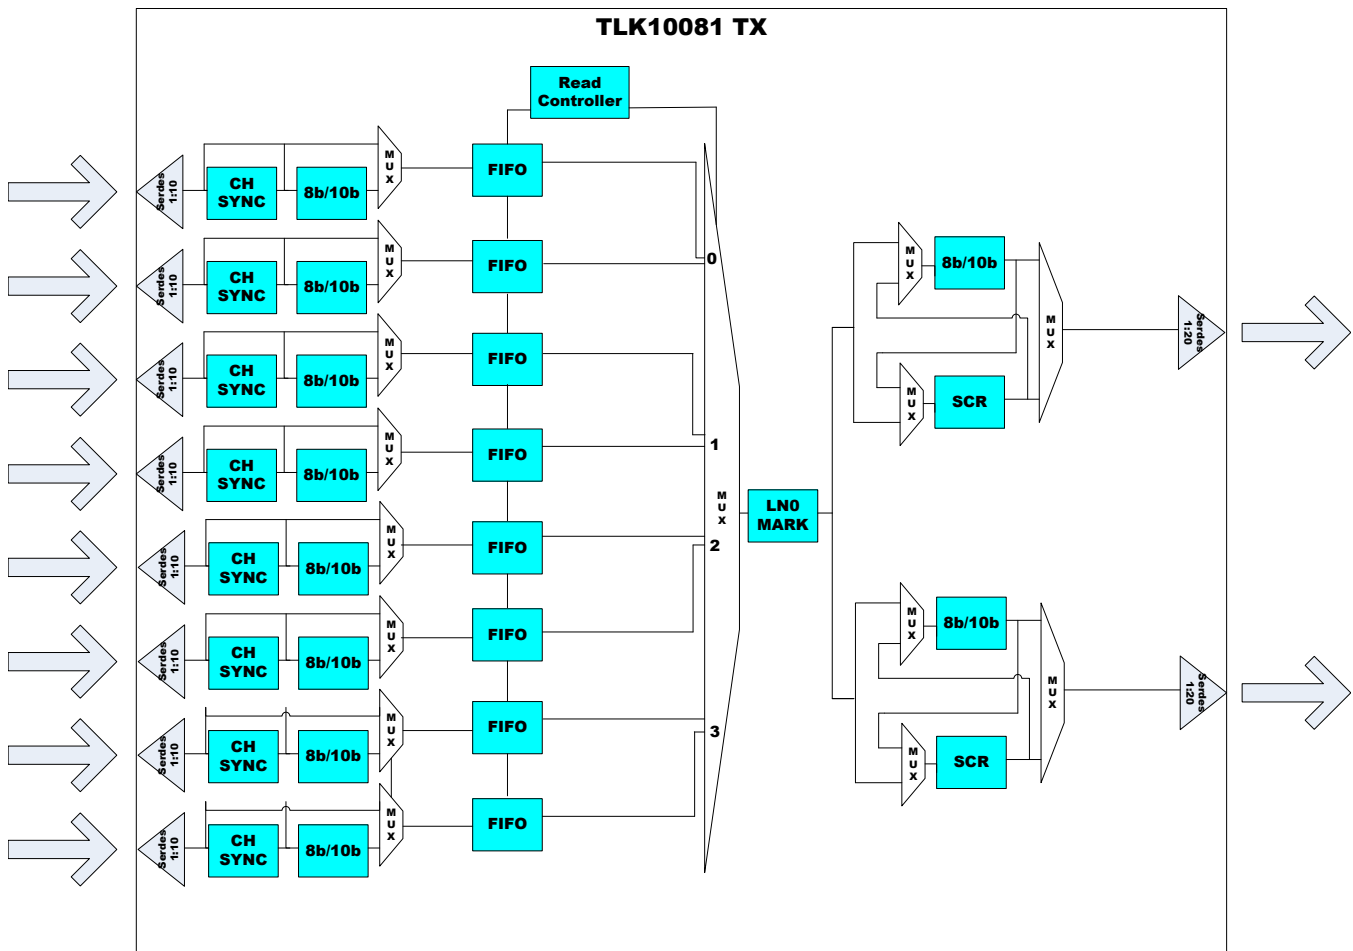 TLK10081 TX
Read
Controller
Serdes
1:10
CH
SYNC
8b/10b
MUX
FIFO
Serdes
1:10
CH
SYNC
8b/10b
MUX
FIFO
0
Serdes
1:10
CH
SYNC
8b/10b
MUX
FIFO
Serdes
1:10
CH
SYNC
8b/10b
MUX
FIFO
1
Serdes
1:10
CH
SYNC
8b/10b
MUX
FIFO
2
Serdes
1:10
CH
SYNC
8b/10b
MUX
FIFO
Serdes
1:10
CH
SYNC
8b/10b
MUX
FIFO
3
Serdes
1:10
CH
SYNC
8b/10b
MUX
FIFO
MUX
LN0
MARK
MUX
8b/10b
MUX
SCR
MUX
Serdes
1:20
MUX
8b/10b
MUX
SCR
MUX
Serdes
1:20